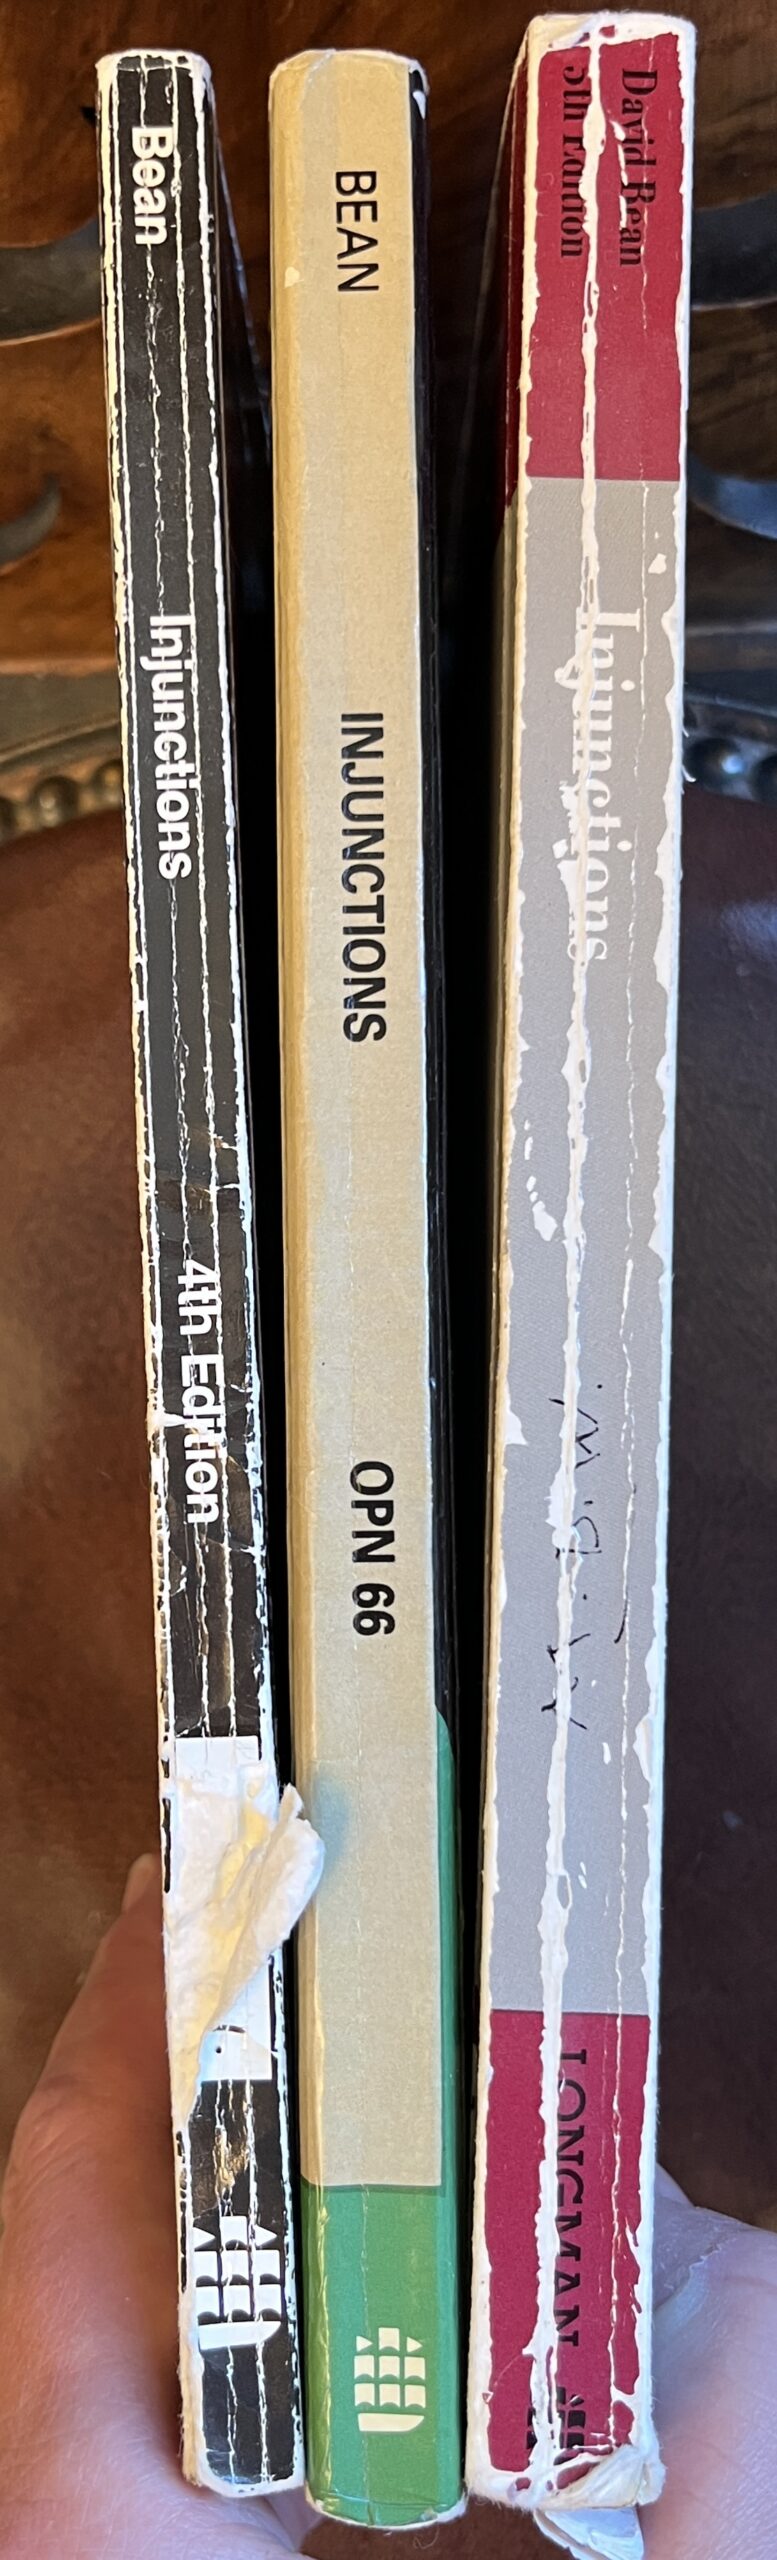 Bean
Injunctions
4th Edition
BEAN
INJUNCTIONS
OPN 66
David Bean
5th Edition
Injunctions
LONGMAN